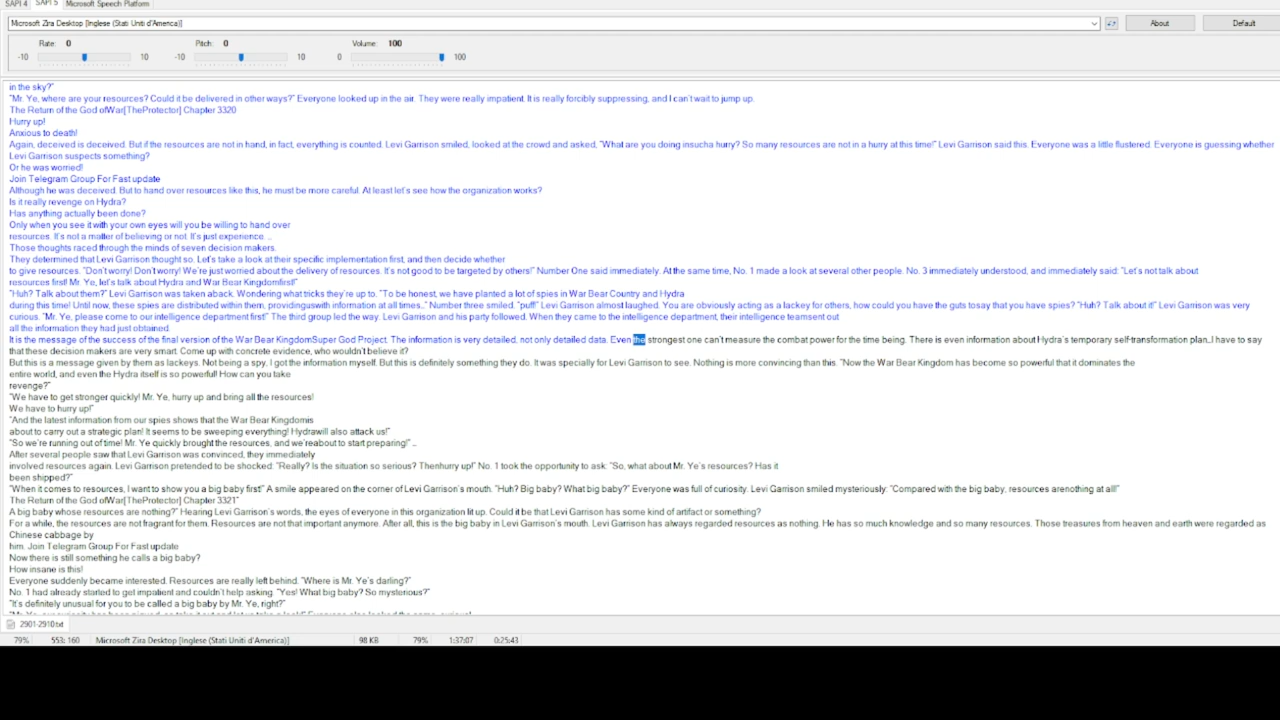 SAPI 4 SAPI 5 Microsoft Speech Platform
Microsoft Zira Desktop [Inglese (Stati Uniti d'America)] About Default
Rate: 0 Pitch: 0 Volume: 100
-10 10 -10 10 0 100
in the sky?"
"Mr. Ye, where are your resources? Could it be delivered in other ways?" Everyone looked up in the air. They were really impatient. It is really forcibly suppressing, and I can't wait to jump up.
The Return of the God ofWar[TheProtector] Chapter 3320
Hurry up!
Anxious to death!
Again, deceived is deceived. But if the resources are not in hand, in fact, everything is counted. Levi Garrison smiled, looked at the crowd and asked, "What are you doing insucha hurry? So many resources are not in a hurry at this time!" Levi Garrison said this. Everyone was a little flustered. Everyone is guessing whether
Levi Garrison suspects something?
Or he was worried!
Join Telegram Group For Fast update
Although he was deceived. But to hand over resources like this, he must be more careful. At least let's see how the organization works?
Is it really revenge on Hydra?
Has anything actually been done?
Only when you see it with your own eyes will you be willing to hand over
resources. It's not a matter of believing or not. It's just experience. ...
Those thoughts raced through the minds of seven decision makers.
They determined that Levi Garrison thought so. Let's take a look at their specific implementation first, and then decide whether
to give resources. "Don't worry! Don't worry! We're just worried about the delivery of resources. It's not good to be targeted by others!" Number One said immediately. At the same time, No. 1 made a look at several other people. No. 3 immediately understood, and immediately said: "Let's not talk about
resources first! Mr. Ye, let's talk about Hydra and War Bear Kingdomfirst!"
"Huh? Talk about them?" Levi Garrison was taken aback. Wondering what tricks they're up to. "To be honest, we have planted a lot of spies in War Bear Country and Hydra
during this time! Until now, these spies are distributed within them, providingswith information at all times..." Number three smiled. "puff!" Levi Garrison almost laughed. You are obviously acting as a lackey for others, how could you have the guts tosay that you have spies? "Huh? Talk about it!" Levi Garrison was very
curious. "Mr. Ye, please come to our intelligence department first!" The third group led the way. Levi Garrison and his party followed. When they came to the intelligence department, their intelligence teamsent out
all the information they had just obtained.
It is the message of the success of the final version of the War Bear KingdomSuper God Project. The information is very detailed, not only detailed data. Even the strongest one can't measure the combat power for the time being. There is even information about Hydra's temporary self-transformation plan...I have to say
that these decision makers are very smart. Come up with concrete evidence, who wouldn't believe it?
But this is a message given by them as lackeys. Not being a spy, I got the information myself. But this is definitely something they do. It was specially for Levi Garrison to see. Nothing is more convincing than this. "Now the War Bear Kingdom has become so powerful that it dominates the
entire world, and even the Hydra itself is so powerful! How can you take
revenge?"
"We have to get stronger quickly! Mr. Ye, hurry up and bring all the resources!
We have to hurry up!"
"And the latest information from our spies shows that the War Bear Kingdomis
about to carry out a strategic plan! It seems to be sweeping everything! Hydrawill also attack us!"
"So we're running out of time! Mr. Ye quickly brought the resources, and we'reabout to start preparing!" ...
After several people saw that Levi Garrison was convinced, they immediately
involved resources again. Levi Garrison pretended to be shocked: "Really? Is the situation so serious? Thenhurry up!" No. 1 took the opportunity to ask: "So, what about Mr. Ye's resources? Has it
been shipped?"
"When it comes to resources, I want to show you a big baby first!" A smile appeared on the corner of Levi Garrison's mouth. "Huh? Big baby? What big baby?" Everyone was full of curiosity. Levi Garrison smiled mysteriously: "Compared with the big baby, resources arenothing at all!"
The Return of the God ofWar[TheProtector] Chapter 3321"
A big baby whose resources are nothing?" Hearing Levi Garrison's words, the eyes of everyone in this organization lit up. Could it be that Levi Garrison has some kind of artifact or something?
For a while, the resources are not fragrant for them. Resources are not that important anymore. After all, this is the big baby in Levi Garrison's mouth. Levi Garrison has always regarded resources as nothing. He has so much knowledge and so many resources. Those treasures from heaven and earth were regarded as
Chinese cabbage by
him. Join Telegram Group For Fast update
Now there is still something he calls a big baby?
How insane is this!
Everyone suddenly became interested. Resources are really left behind. "Where is Mr. Ye's darling?"
No. 1 had already started to get impatient and couldn't help asking. "Yes! What big baby? So mysterious?"
"It's definitely unusual for you to be called a big baby by Mr. Ye, right?"
2901-2910.txt
79% 553; 160 Microsoft Zira Desktop [Inglese (Stati Uniti d'America)] 98 KB 79% 1:37:07 0:25:43